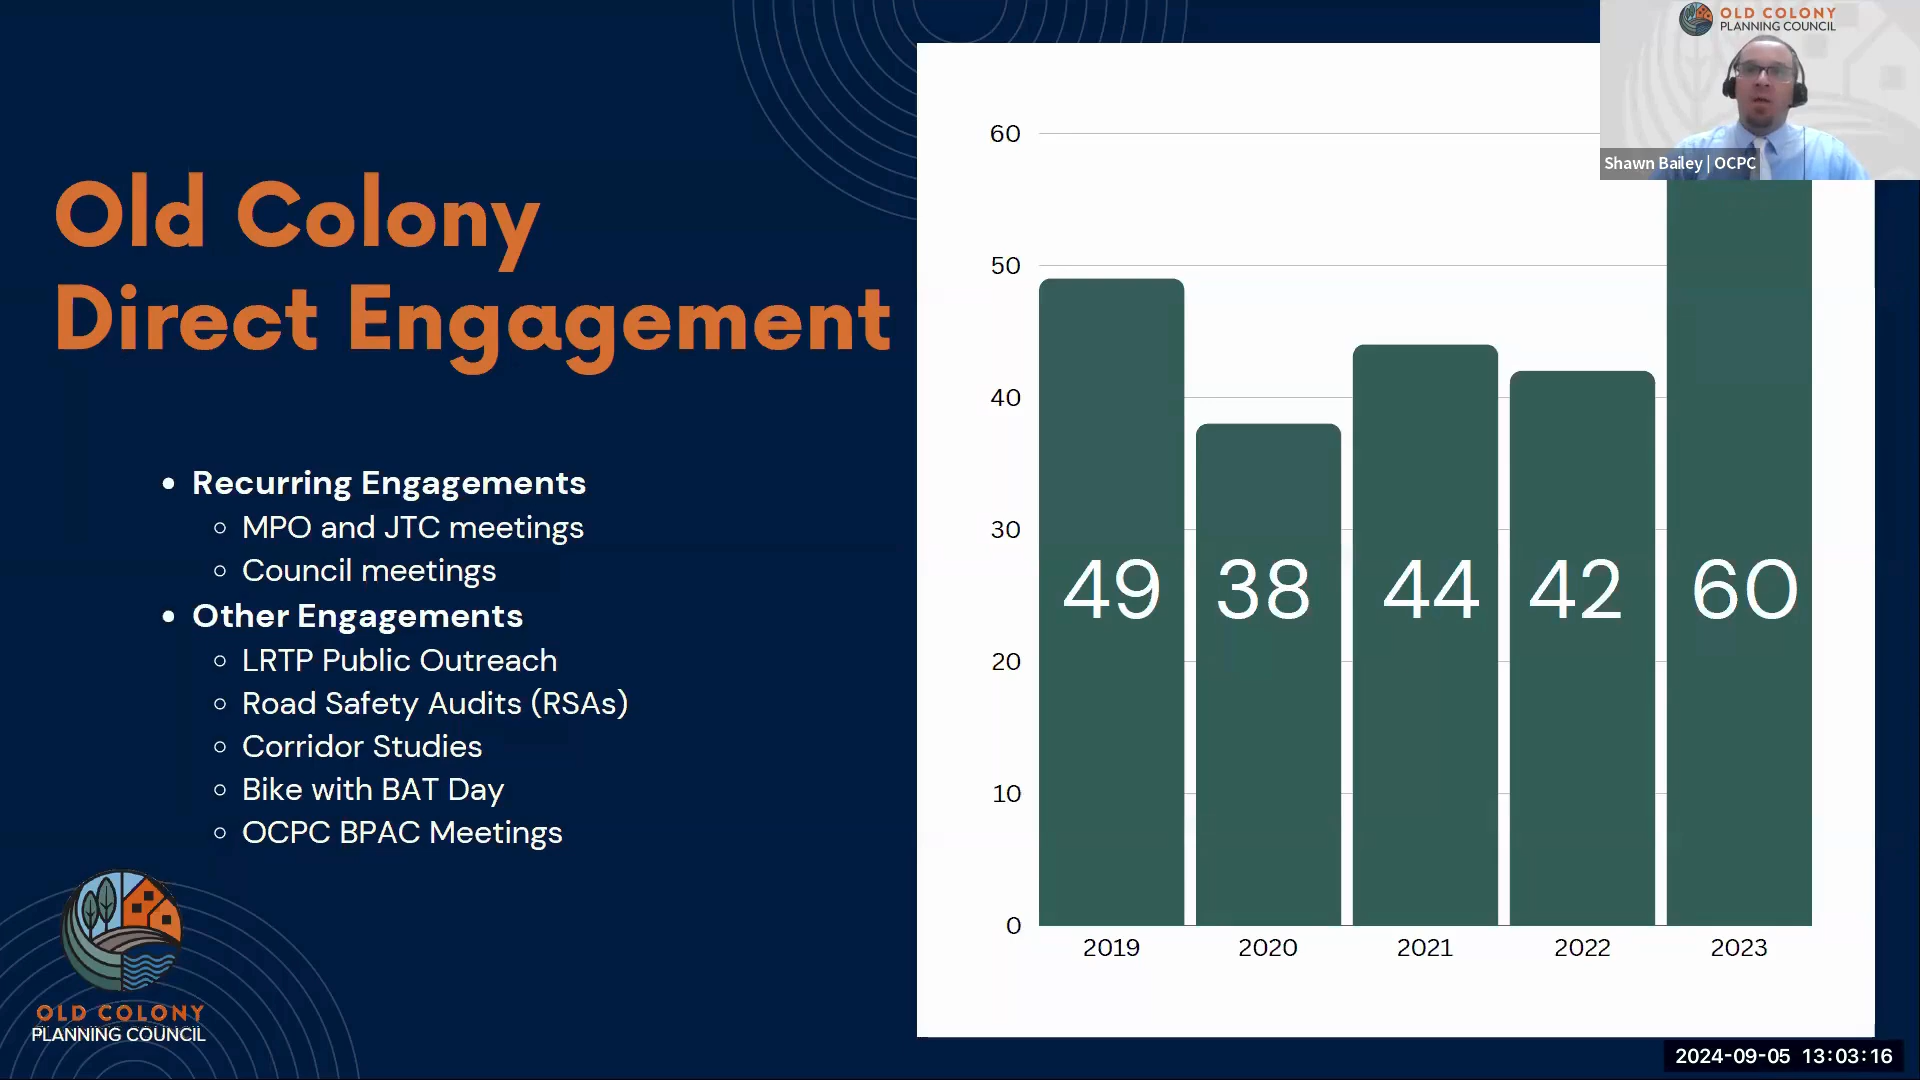 Old Colony
Direct Engagement
Recurring Engagements
MPO and JTC meetings
Council meetings
Other Engagements
LRTP Public Outreach
Road Safety Audits (RSAs)
Corridor Studies
Bike with BAT Day
OCPC BPAC Meetings
OLD COLONY
PLANNING COUNCIL
60
50
40
30
20
10
0
49
38
44
42
60
2019
2020
2021
2022
2023
OLD COLONY
PLANNING COUNCIL
Shawn Bailey | OCPC
2024-09-05 13:03:16